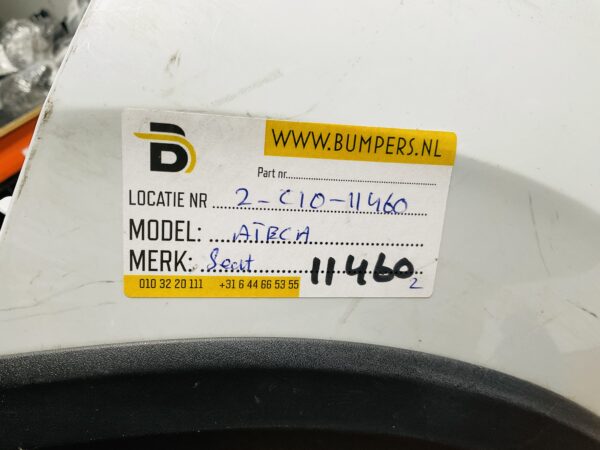 B
WWW.BUMPERS.NL
Part nr.
LOCATIE NR 2-C10-11460
MODEL: ATECA
MERK: Seat 11460 2
010 32 20 111 +31 6 44 66 53 55